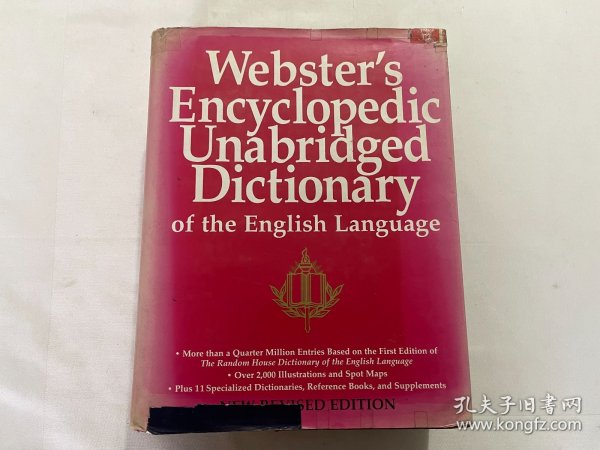 Webster's
Encyclopedic
Unabridged
Dictionary
of the English Language
• More than a Quarter Million Entries Based on the First Edition of
The Random House Dictionary of the English Language
• Over 2,000 Illustrations and Spot Maps
• Plus 11 Specialized Dictionaries, Reference Books, and Supplements
NEW REVISED EDITION
孔夫子旧书网
www.kongfz.com